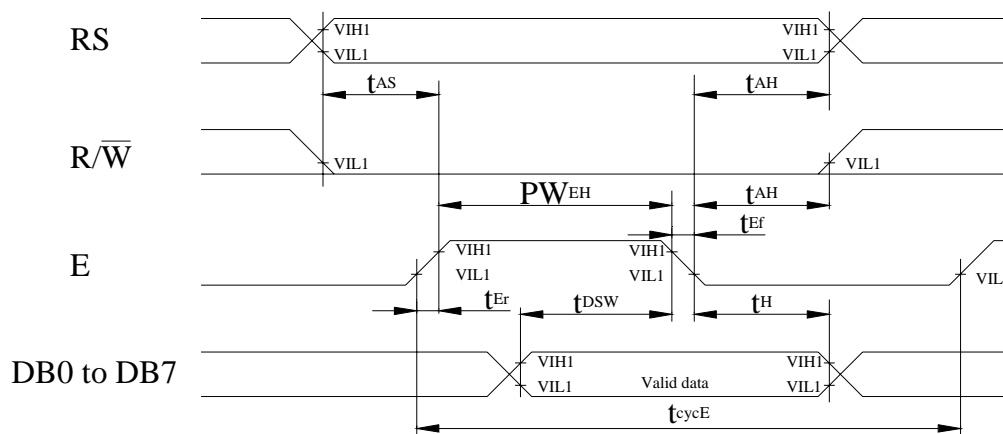 RS
VIH1 VIH1
VIL1 VIL1
tAS tAH
R/W̅
VIL1 VIL1
PWEH tAH
tEf
E
VIH1 VIH1
VIL1 VIL1 VIL
tEr tDSW tH
DB0 to DB7
VIH1 VIH1
VIL1 Valid data VIL1
tcycE